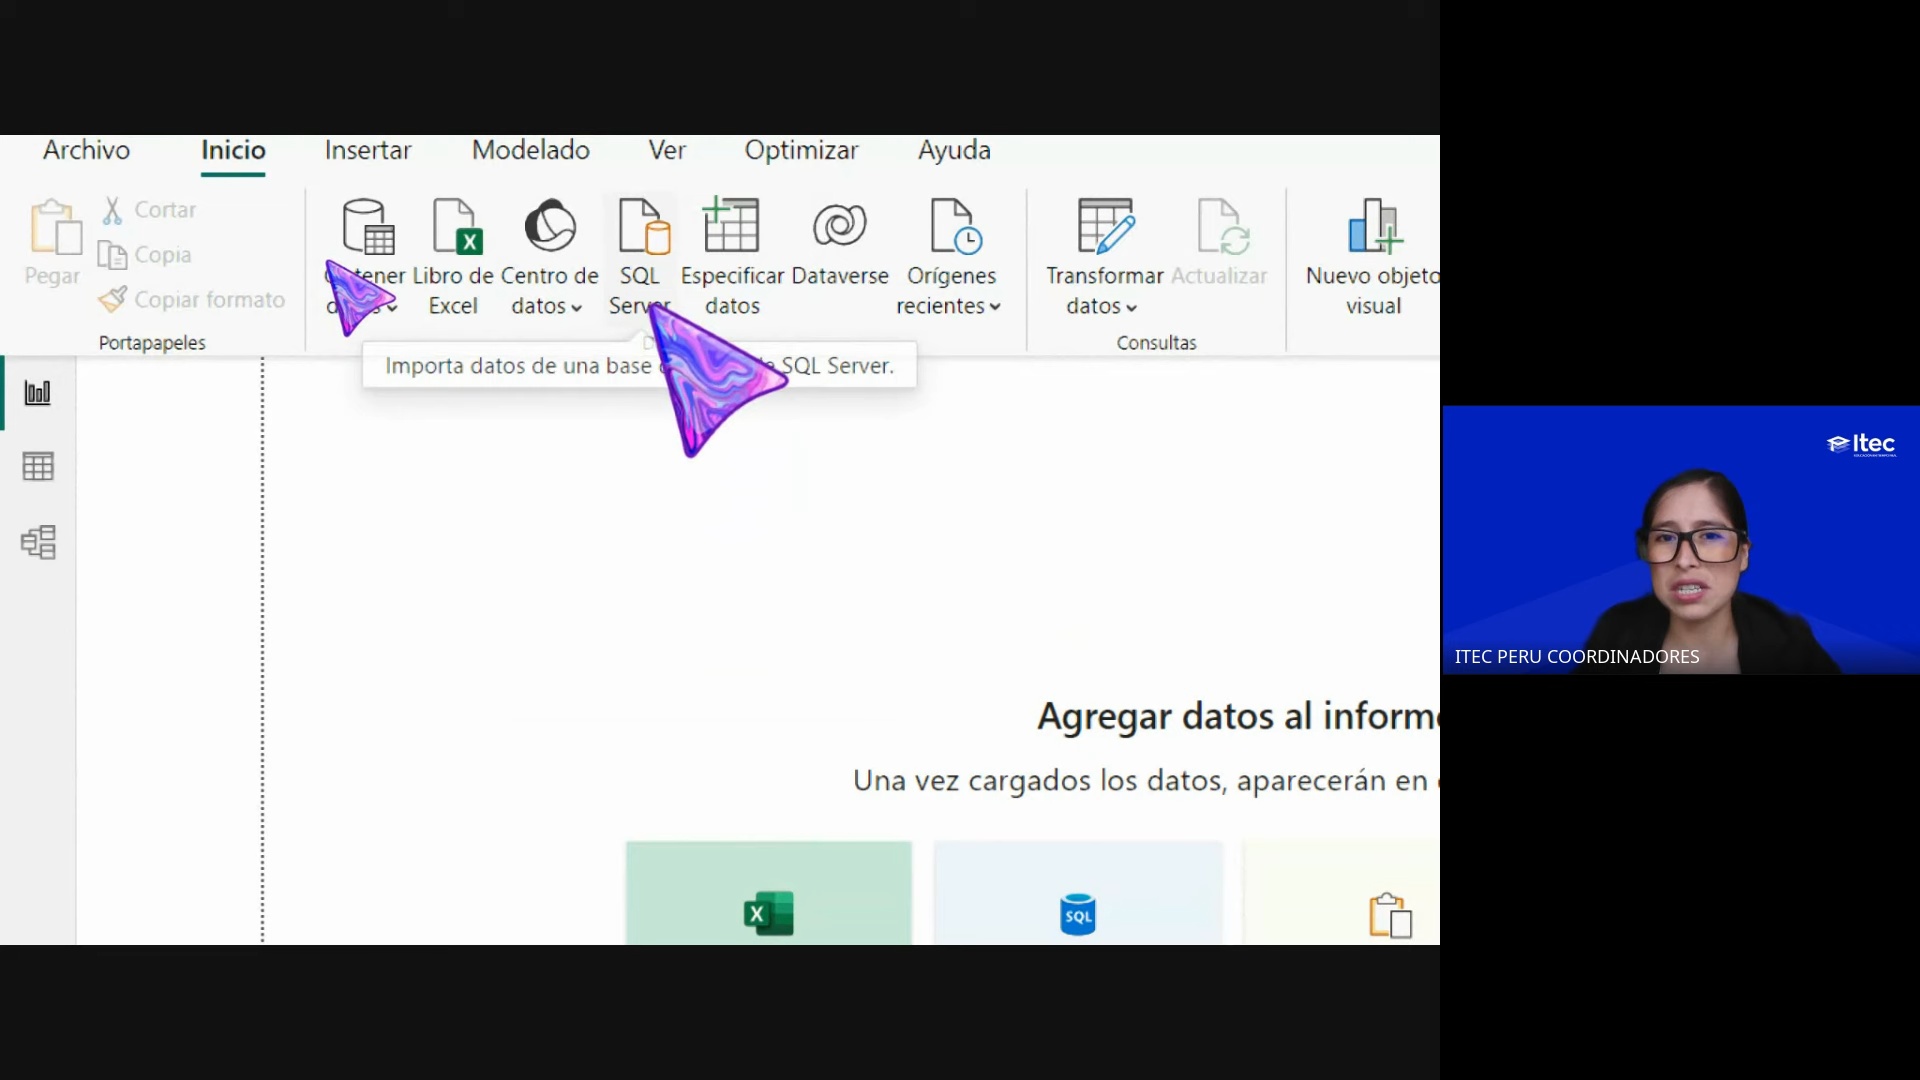 Archivo Inicio Insertar Modelado Ver Optimizar Ayuda
Pegar
Cortar
Copia
Copiar formato
Portapapeles
Libro de
Excel
Centro de
datos
SQL
Server
Especificar
datos
Dataverse
Orígenes
recientes
Transformar
datos
Actualizar
Consultas
Nuevo objeto
visual
Importa datos de una base SQL Server.
Agregar datos al inform
Una vez cargados los datos, aparecerán en
X
SQL
Itec
ITEC PERU COORDINADORES